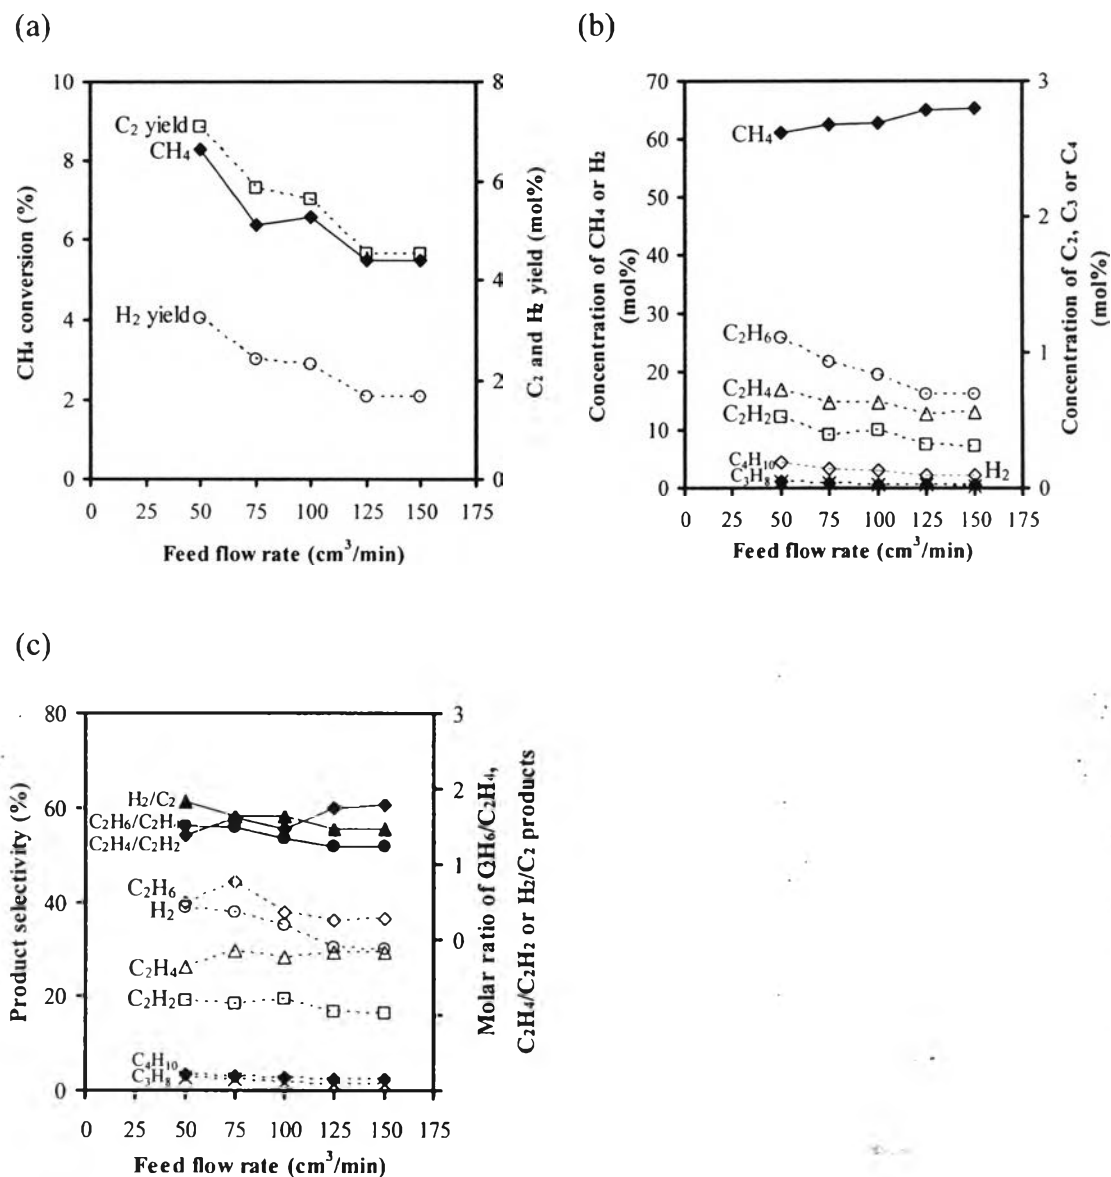 (a)
10
8
6
4
2
0
CH₄ conversion (%)
C₂ yield
CH₄
H₂ yield
8
6
4
2
0
C₂ and H₂ yield (mol%)
0 25 50 75 100 125 150 175
Feed flow rate (cm³/min)
(b)
70
60
50
40
30
20
10
0
Concentration of CH₄ or H₂
(mol%)
CH₄
C₂H₆
C₂H₄
C₂H₂
C₄H₁₀
C₃H₈
H₂
3
2
1
0
Concentration of C₂, C₃ or C₄
(mol%)
0 25 50 75 100 125 150 175
Feed flow rate (cm³/min)
(c)
80
60
40
20
0
Product selectivity (%)
H₂/C₂
C₂H₆/C₂H₄
C₂H₄/C₂H₂
C₂H₆
H₂
C₂H₄
C₂H₂
C₄H₁₀
C₃H₈
3
2
1
0
Molar ratio of C₂H₆/C₂H₄,
C₂H₄/C₂H₂ or H₂/C₂ products
0 25 50 75 100 125 150 175
Feed flow rate (cm³/min)